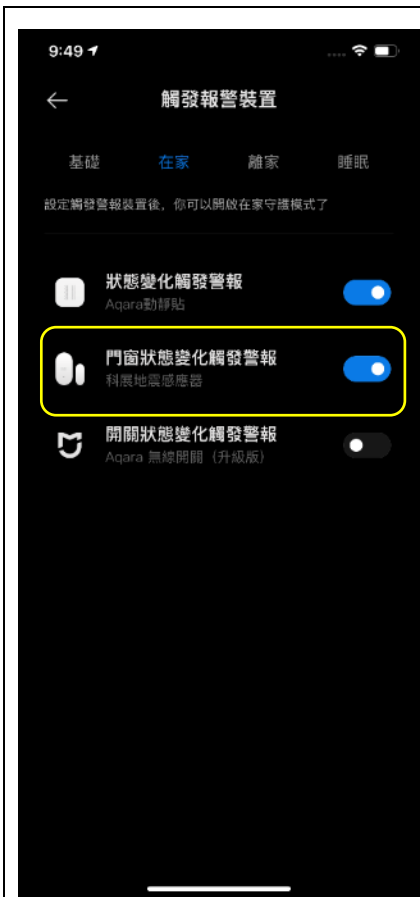 9:49
觸發報警裝置
基礎 在家 離家 睡眠
設定觸發警報裝置後，你可以開啟在家守護模式了
狀態變化觸發警報
Aqara動靜貼
門窗狀態變化觸發警報
科展地震感應器
開關狀態變化觸發警報
Aqara 無線開關（升級版）